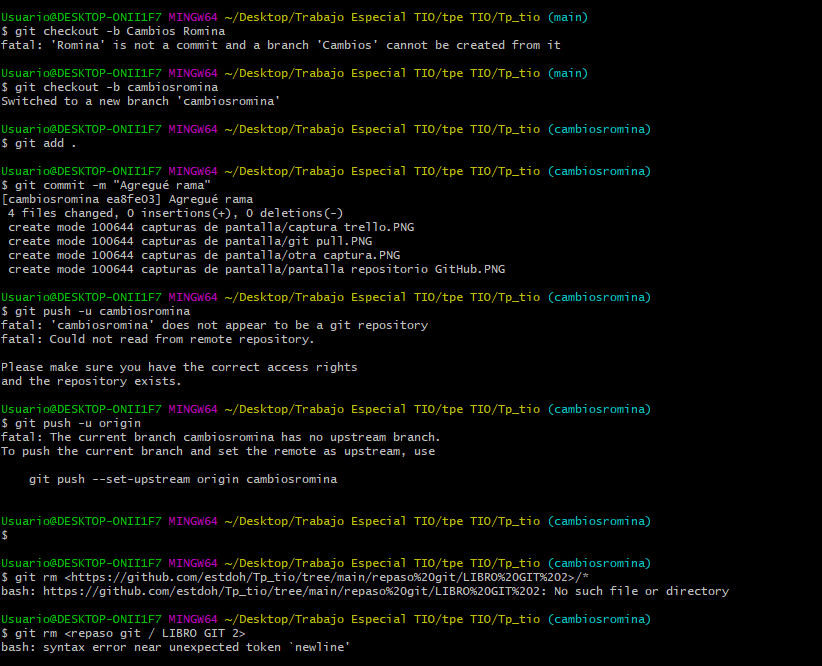 Usuario@DESKTOP-ONII1F7 MINGW64 ~/Desktop/Trabajo Especial TIO/tpe TIO/Tp_tio (main)
$ git checkout -b Cambios Romina
fatal: 'Romina' is not a commit and a branch 'Cambios' cannot be created from it
Usuario@DESKTOP-ONII1F7 MINGW64 ~/Desktop/Trabajo Especial TIO/tpe TIO/Tp_tio (main)
$ git checkout -b cambiosromina
Switched to a new branch 'cambiosromina'
Usuario@DESKTOP-ONII1F7 MINGW64 ~/Desktop/Trabajo Especial TIO/tpe TIO/Tp_tio (cambiosromina)
$ git add .
Usuario@DESKTOP-ONII1F7 MINGW64 ~/Desktop/Trabajo Especial TIO/tpe TIO/Tp_tio (cambiosromina)
$ git commit -m "Agregué rama"
[cambiosromina ea8fe03] Agregué rama
 4 files changed, 0 insertions(+), 0 deletions(-)
 create mode 100644 capturas de pantalla/captura trello.PNG
 create mode 100644 capturas de pantalla/git pull.PNG
 create mode 100644 capturas de pantalla/otra captura.PNG
 create mode 100644 capturas de pantalla/pantalla repositorio GitHub.PNG
Usuario@DESKTOP-ONII1F7 MINGW64 ~/Desktop/Trabajo Especial TIO/tpe TIO/Tp_tio (cambiosromina)
$ git push -u cambiosromina
fatal: 'cambiosromina' does not appear to be a git repository
fatal: Could not read from remote repository.
Please make sure you have the correct access rights
and the repository exists.
Usuario@DESKTOP-ONII1F7 MINGW64 ~/Desktop/Trabajo Especial TIO/tpe TIO/Tp_tio (cambiosromina)
$ git push -u origin
fatal: The current branch cambiosromina has no upstream branch.
To push the current branch and set the remote as upstream, use
    git push --set-upstream origin cambiosromina
Usuario@DESKTOP-ONII1F7 MINGW64 ~/Desktop/Trabajo Especial TIO/tpe TIO/Tp_tio (cambiosromina)
$
Usuario@DESKTOP-ONII1F7 MINGW64 ~/Desktop/Trabajo Especial TIO/tpe TIO/Tp_tio (cambiosromina)
$ git rm <https://github.com/estdoh/Tp_tio/tree/main/repaso%20git/LIBRO%20GIT%202>/*
bash: https://github.com/estdoh/Tp_tio/tree/main/repaso%20git/LIBRO%20GIT%202: No such file or directory
Usuario@DESKTOP-ONII1F7 MINGW64 ~/Desktop/Trabajo Especial TIO/tpe TIO/Tp_tio (cambiosromina)
$ git rm <repaso git / LIBRO GIT 2>
bash: syntax error near unexpected token `newline'